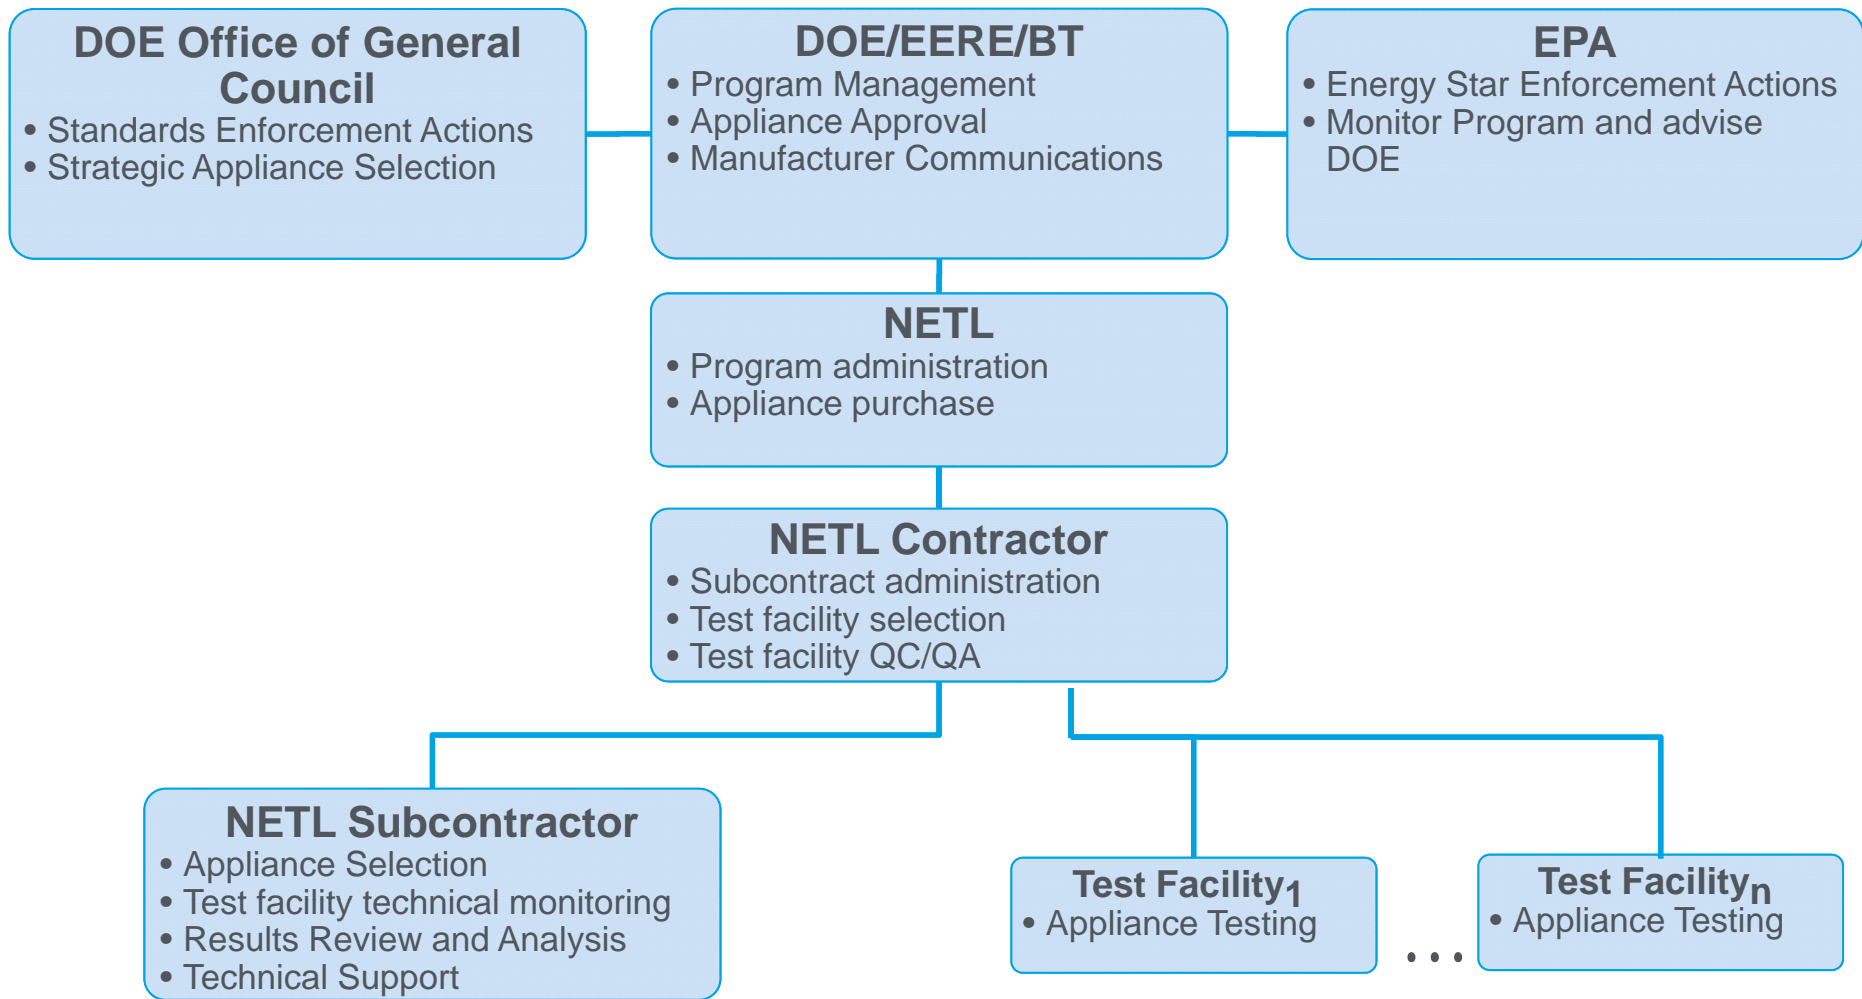 DOE Office of General
Council
• Standards Enforcement Actions
• Strategic Appliance Selection
DOE/EERE/BT
• Program Management
• Appliance Approval
• Manufacturer Communications
EPA
• Energy Star Enforcement Actions
• Monitor Program and advise
DOE
NETL
• Program administration
• Appliance purchase
NETL Contractor
• Subcontract administration
• Test facility selection
• Test facility QC/QA
NETL Subcontractor
• Appliance Selection
• Test facility technical monitoring
• Results Review and Analysis
• Technical Support
Test Facility1
• Appliance Testing
...
Test Facilityn
• Appliance Testing